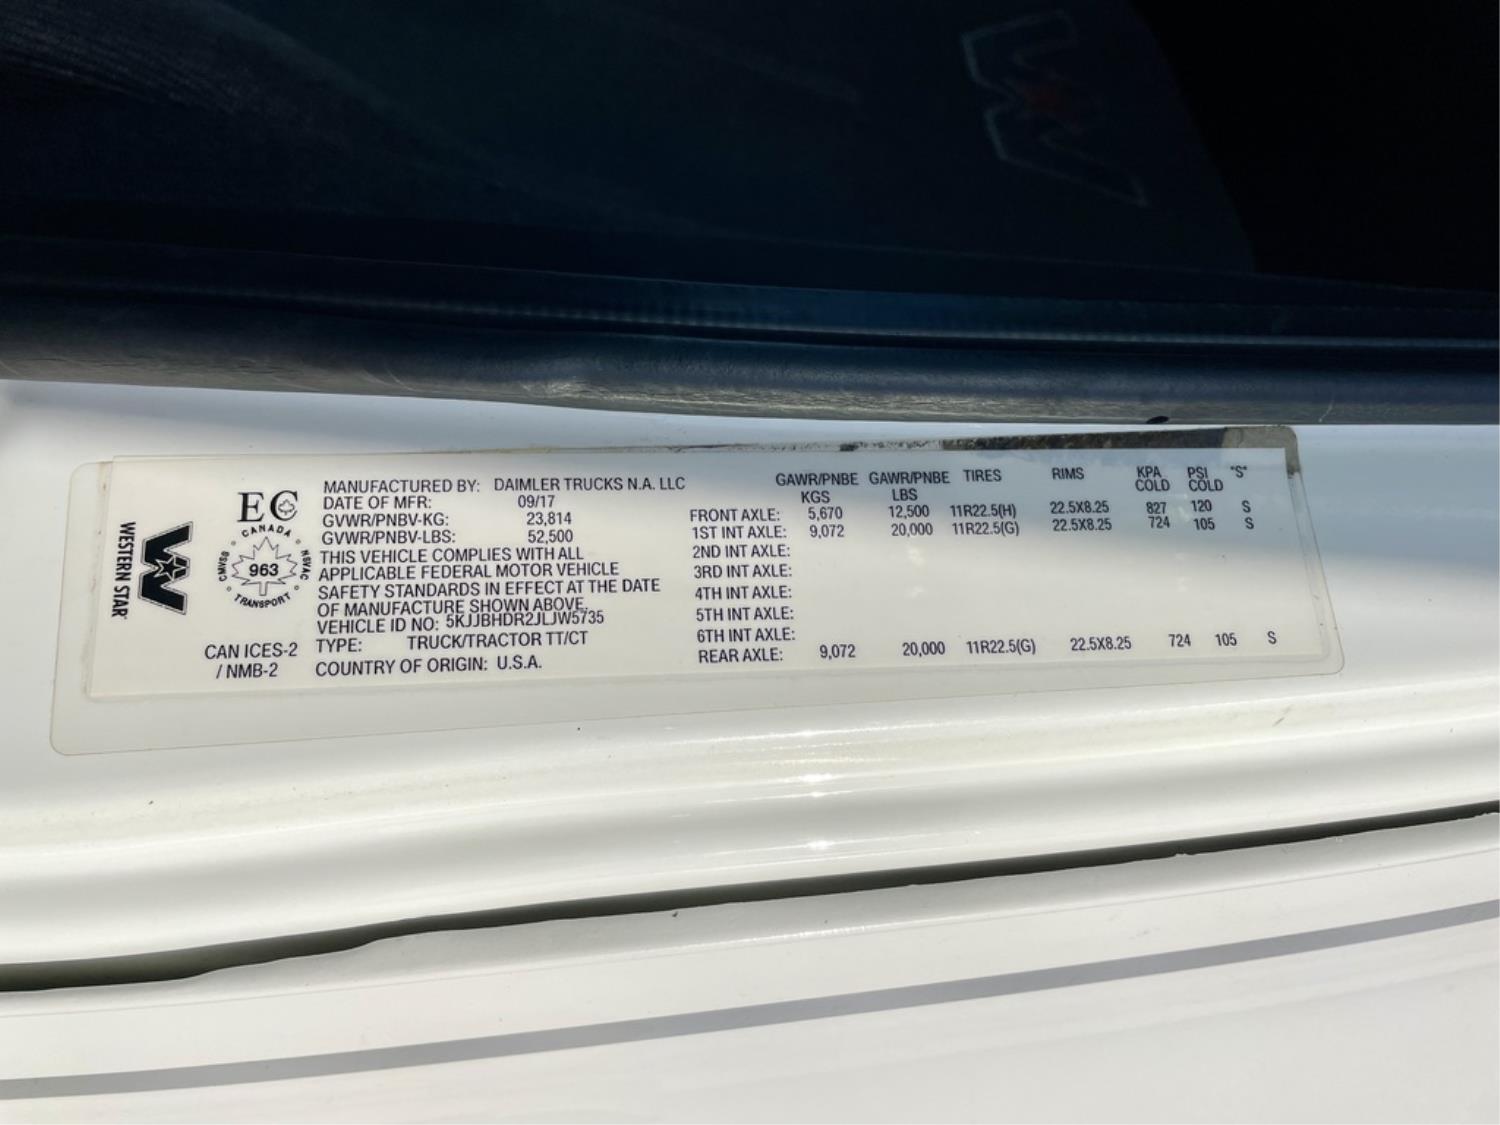 WESTERN STAR
EC
CANADA
CMVSS 963 NSVAC
TRANSPORT
CAN ICES-2
/ NMB-2
MANUFACTURED BY: DAIMLER TRUCKS N.A. LLC
DATE OF MFR: 09/17
GVWR/PNBV-KG: 23,814
GVWR/PNBV-LBS: 52,500
THIS VEHICLE COMPLIES WITH ALL
APPLICABLE FEDERAL MOTOR VEHICLE
SAFETY STANDARDS IN EFFECT AT THE DATE
OF MANUFACTURE SHOWN ABOVE.
VEHICLE ID NO: 5KJJBHDR2JLJW5735
TYPE: TRUCK/TRACTOR TT/CT
COUNTRY OF ORIGIN: U.S.A.
GAWR/PNBE KGS GAWR/PNBE LBS TIRES RIMS KPA COLD PSI COLD "S"
FRONT AXLE: 5,670 12,500 11R22.5(H) 22.5X8.25 827 120 S
1ST INT AXLE: 9,072 20,000 11R22.5(G) 22.5X8.25 724 105 S
2ND INT AXLE:
3RD INT AXLE:
4TH INT AXLE:
5TH INT AXLE:
6TH INT AXLE:
REAR AXLE: 9,072 20,000 11R22.5(G) 22.5X8.25 724 105 S